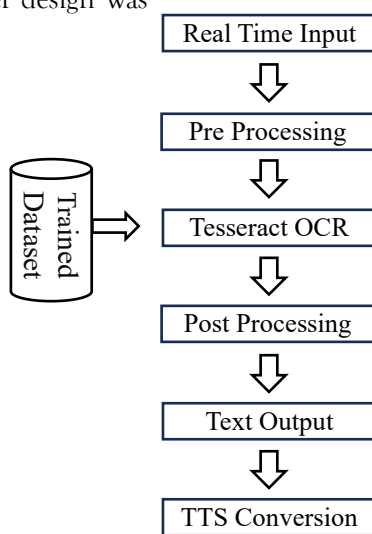 design was
Real Time Input
Pre Processing
Trained
Dataset
Tesseract OCR
Post Processing
Text Output
TTS Conversion